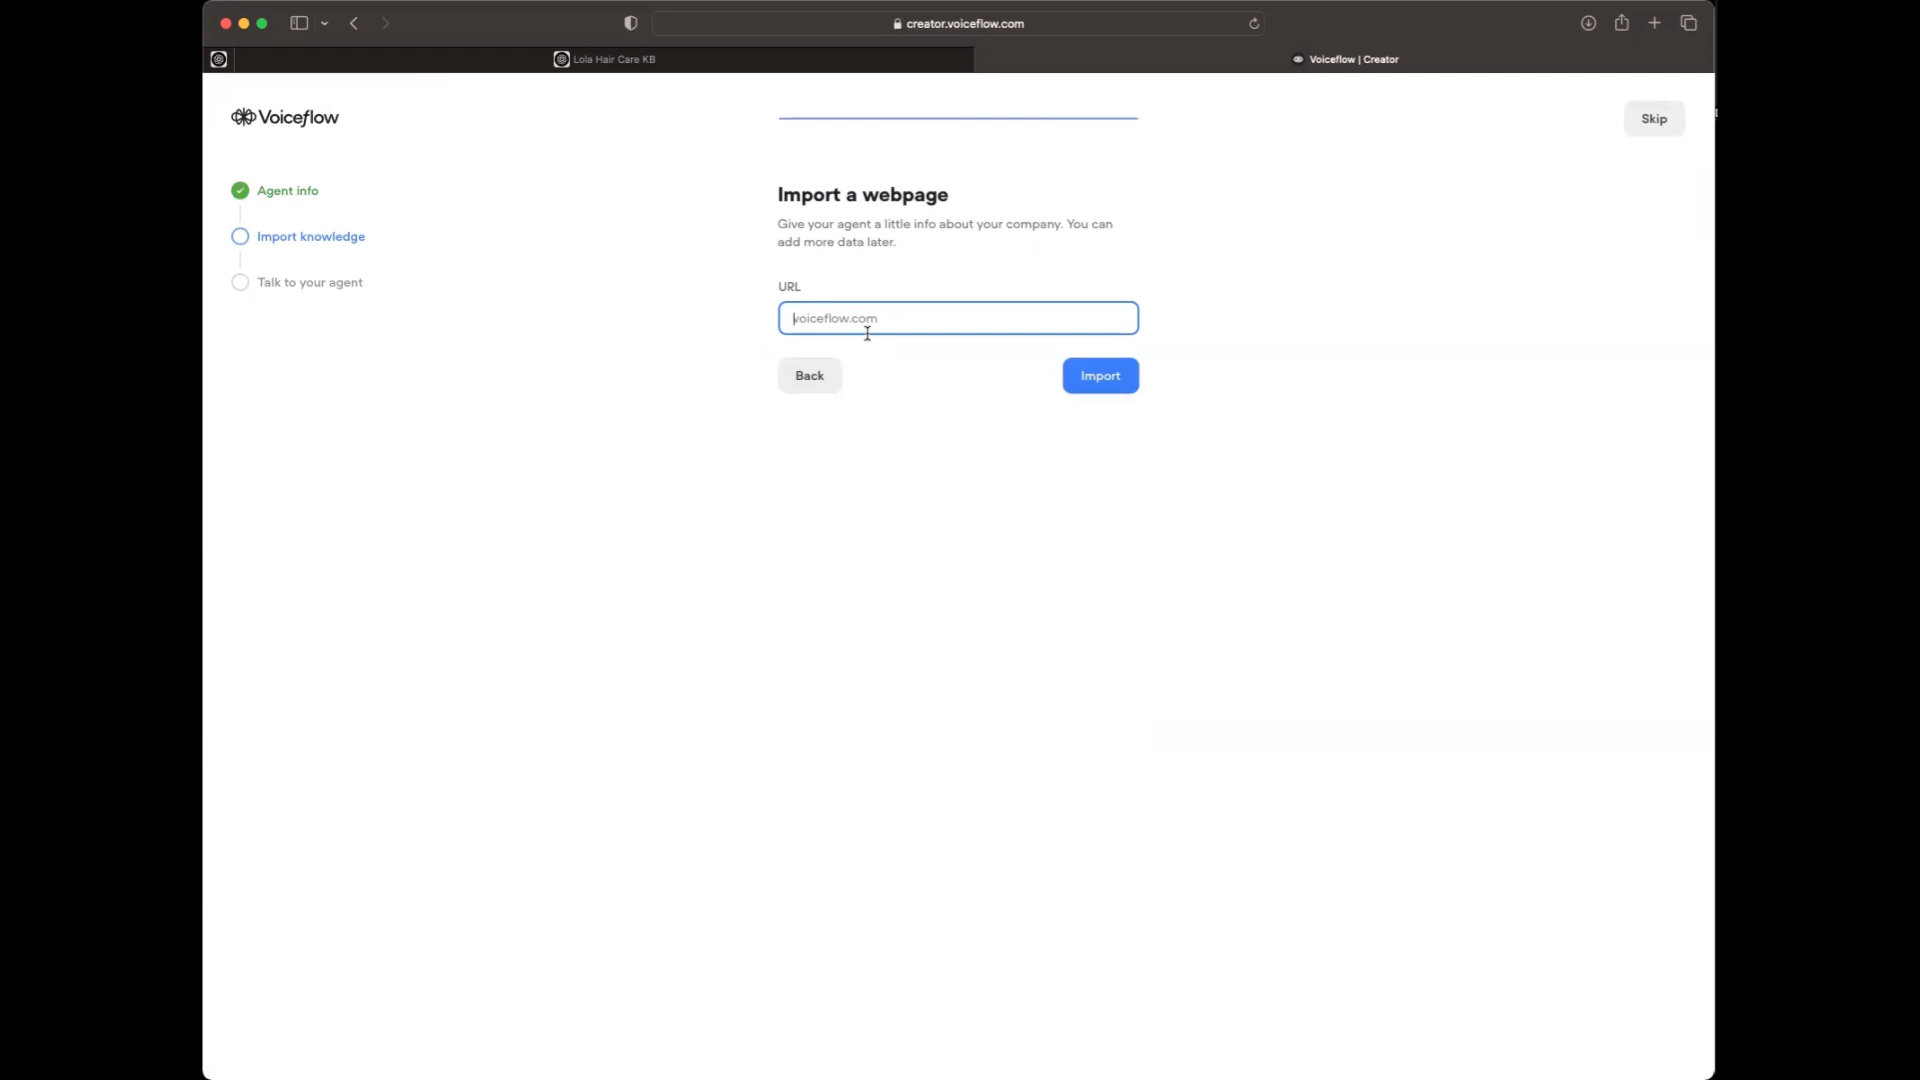 creator.voiceflow.com
Lola Hair Care KB
Voiceflow | Creator
Voiceflow
Skip
Agent info
Import knowledge
Talk to your agent
Import a webpage
Give your agent a little info about your company. You can
add more data later.
URL
voiceflow.com
Back
Import